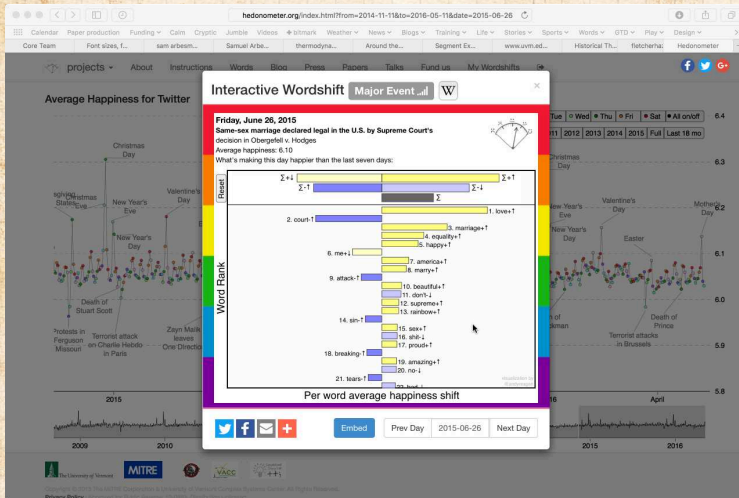 hedonometer.org/index.html?from=2014-11-11&to=2016-05-11&date=2015-06-26
Calendar Paper production Funding Calm Cryptic Jumble Videos +bitmark Weather News Blogs Training Life Stories Sports Words GTD Play Design >>
Core Team Font sizes, f... sam arbesm... Samuel Arbe... thermodyna... Around the... Segment Ex... www.uvm.ed... Historical Th... fletcherha: Hedonometer
projects About Instructions Words Blog Press Papers Talks Fund us My Wordshifts
Average Happiness for Twitter
Interactive Wordshift Major Event W ×
Tue Wed Thu Fri Sat All on/off
2012 2013 2014 2015 Full Last 18 mo
6.4
6.3
6.2
6.1
6.0
5.9
5.8
Christmas
Day
Christmas
Eve
New Year's
Eve
New Year's
Day
Valentine's
Day
Death of
Stuart Scott
Protests in
Ferguson
Missouri
Terrorist attack
on Charlie Hebdo
in Paris
Zayn Malik
leaves
One Direction
2015
Friday, June 26, 2015
Same-sex marriage declared legal in the U.S. by Supreme Court's
decision in Obergefell v. Hodges
Average happiness: 6.10
What's making this day happier than the last seven days:
Reset
Σ+↓
Σ+↑
Σ-↑
Σ-↓
Σ
Word Rank
1. love+↑
2. court-↑
3. marriage+↑
4. equality+↑
5. happy+↑
6. me+↓
7. america+↑
8. marry+↑
9. attack-↑
10. beautiful+↑
11. don't-↓
12. supreme+↑
13. rainbow+↑
14. sin-↑
15. sex+↑
16. shit-↓
17. proud+↑
18. breaking-↑
19. amazing+↑
20. no-↓
21. tears-↑
22. bad-↓
Per word average happiness shift
Embed Prev Day 2015-06-26 Next Day
Christmas
Day
New Year's
Eve
New Year's
Day
Valentine's
Day
Easter
Mother's
Day
Terrorist attacks
in Brussels
Death of
Prince
April
2009 2010 2015 2016
The University of Vermont MITRE VACC
Privacy Policy